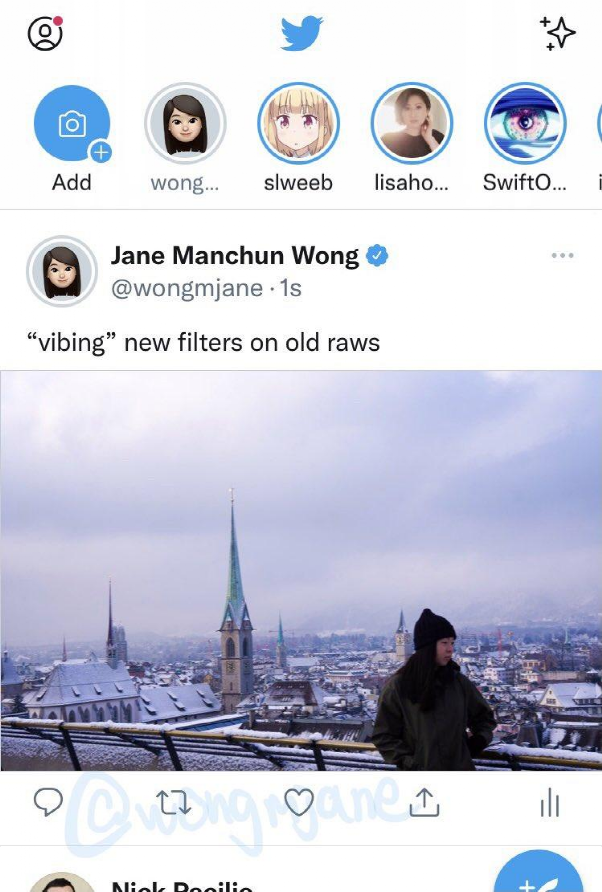 Add
wong...
slweeb
lisaho...
SwiftO...
Jane Manchun Wong
@wongmjane · 1s
“vibing” new filters on old raws
@wongmjane
Nick Pacilio